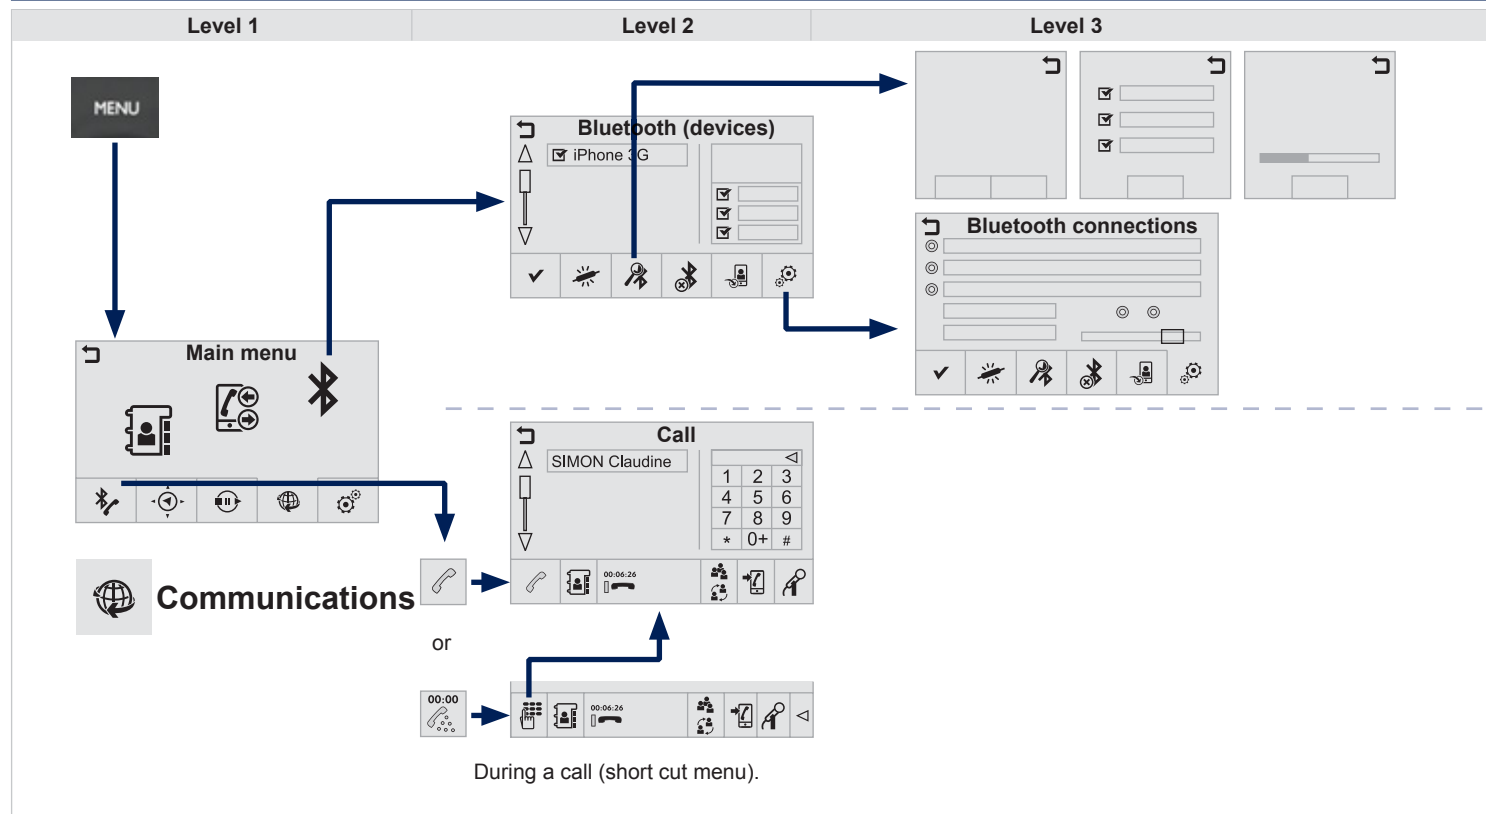 Level 1
Level 2
Level 3
MENU
Bluetooth (devices)
iPhone 3G
Bluetooth connections
Main menu
Call
SIMON Claudine
1 2 3
4 5 6
7 8 9
* 0+ #
00:06:26
Communications
or
00:00
00:06:26
During a call (short cut menu).